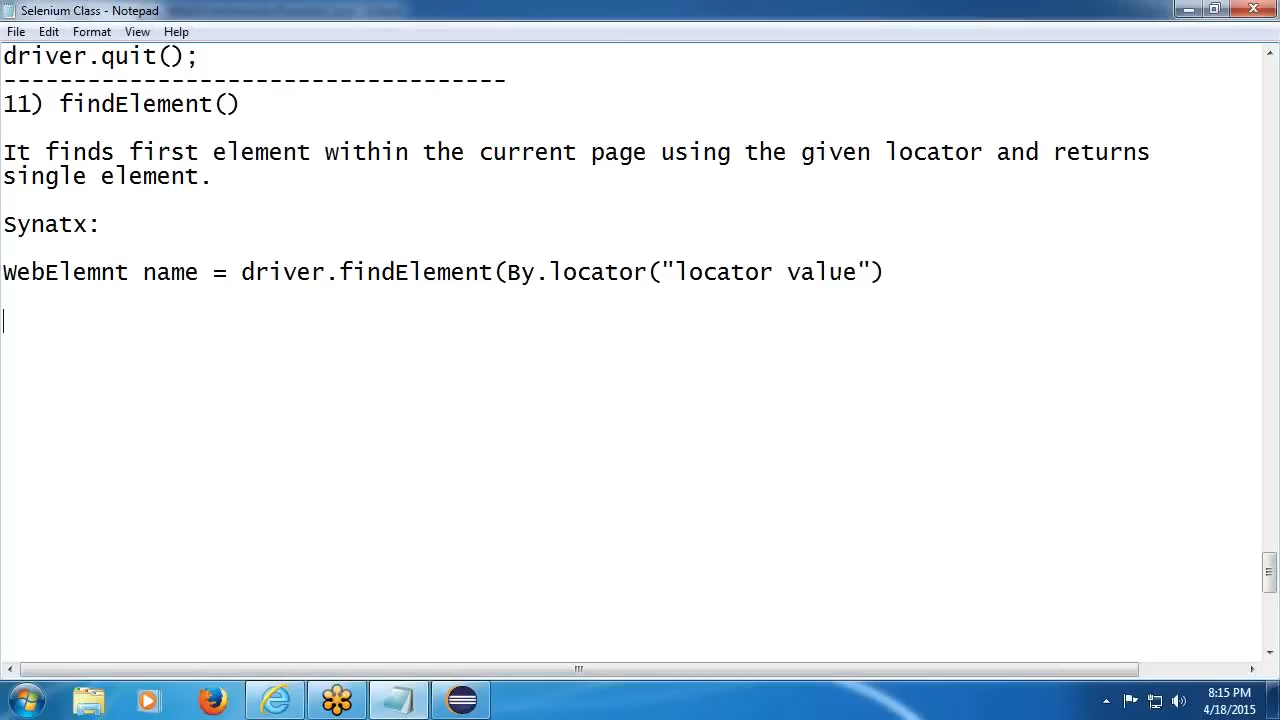 Selenium Class - Notepad
File Edit Format View Help
driver.quit();
------------------------------------
11) findElement()
It finds first element within the current page using the given locator and returns
single element.
Synatx:
WebElemnt name = driver.findElement(By.locator("locator value")
8:15 PM
4/18/2015